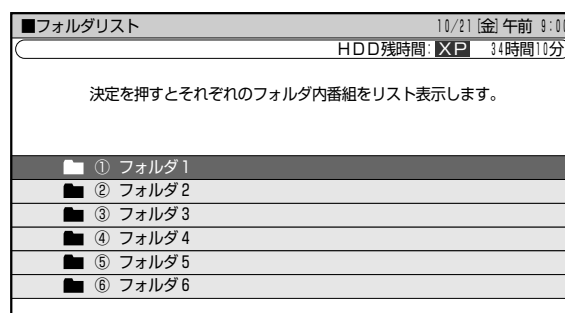 ■フォルダリスト 10/21[金]午前 9:00
HDD残時間:XP 34時間10分
決定を押すとそれぞれのフォルダ内番組をリスト表示します。
① フォルダ1
② フォルダ2
③ フォルダ3
④ フォルダ4
⑤ フォルダ5
⑥ フォルダ6